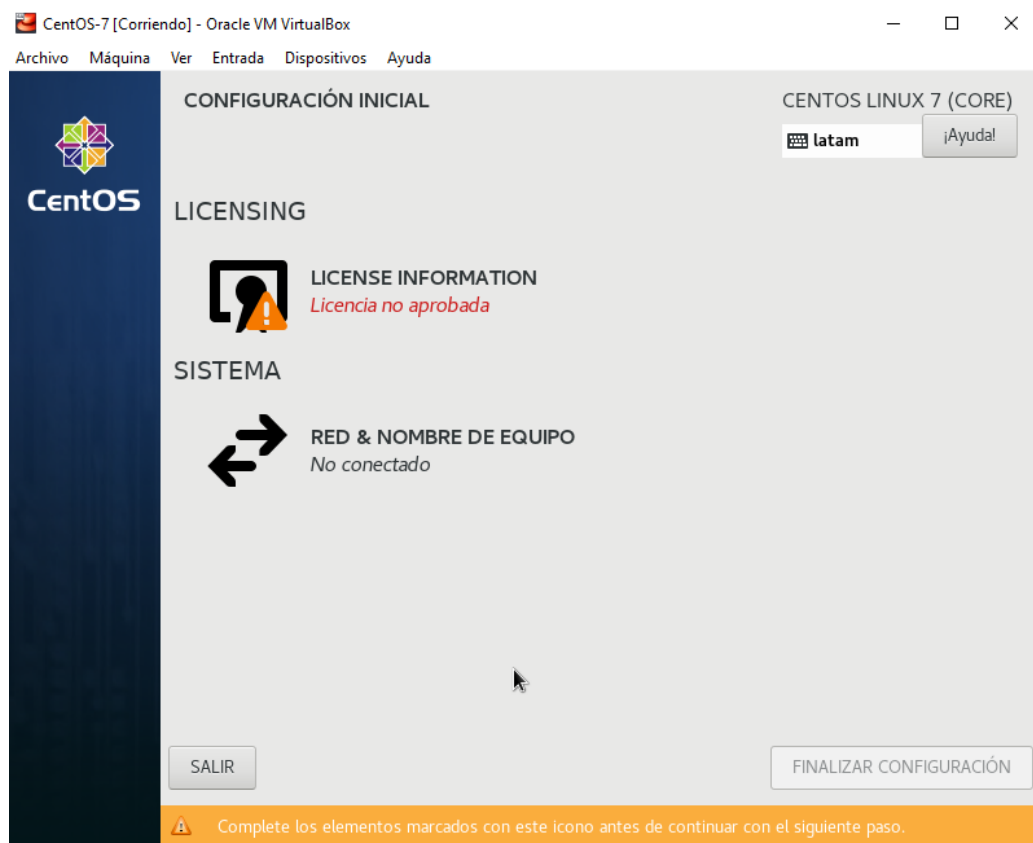 CentOS-7 [Corriendo] - Oracle VM VirtualBox
Archivo Máquina Ver Entrada Dispositivos Ayuda
CONFIGURACIÓN INICIAL
CENTOS LINUX 7 (CORE)
latam
¡Ayuda!
CentOS
LICENSING
LICENSE INFORMATION
Licencia no aprobada
SISTEMA
RED & NOMBRE DE EQUIPO
No conectado
SALIR
FINALIZAR CONFIGURACIÓN
Complete los elementos marcados con este icono antes de continuar con el siguiente paso.